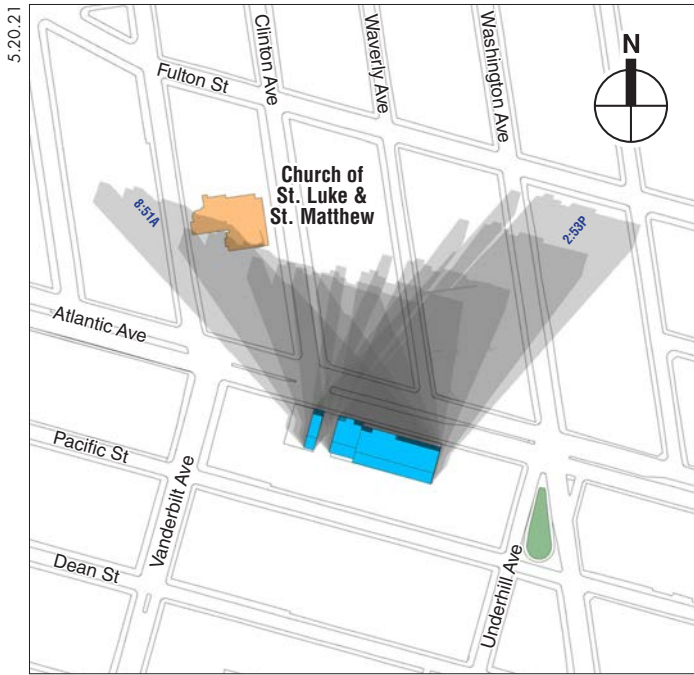 5.20.21
Fulton St
Clinton Ave
Waverly Ave
Washington Ave
N
Church of
St. Luke &
St. Matthew
8:51A
2:53P
Atlantic Ave
Pacific St
Vanderbilt Ave
Dean St
Underhill Ave